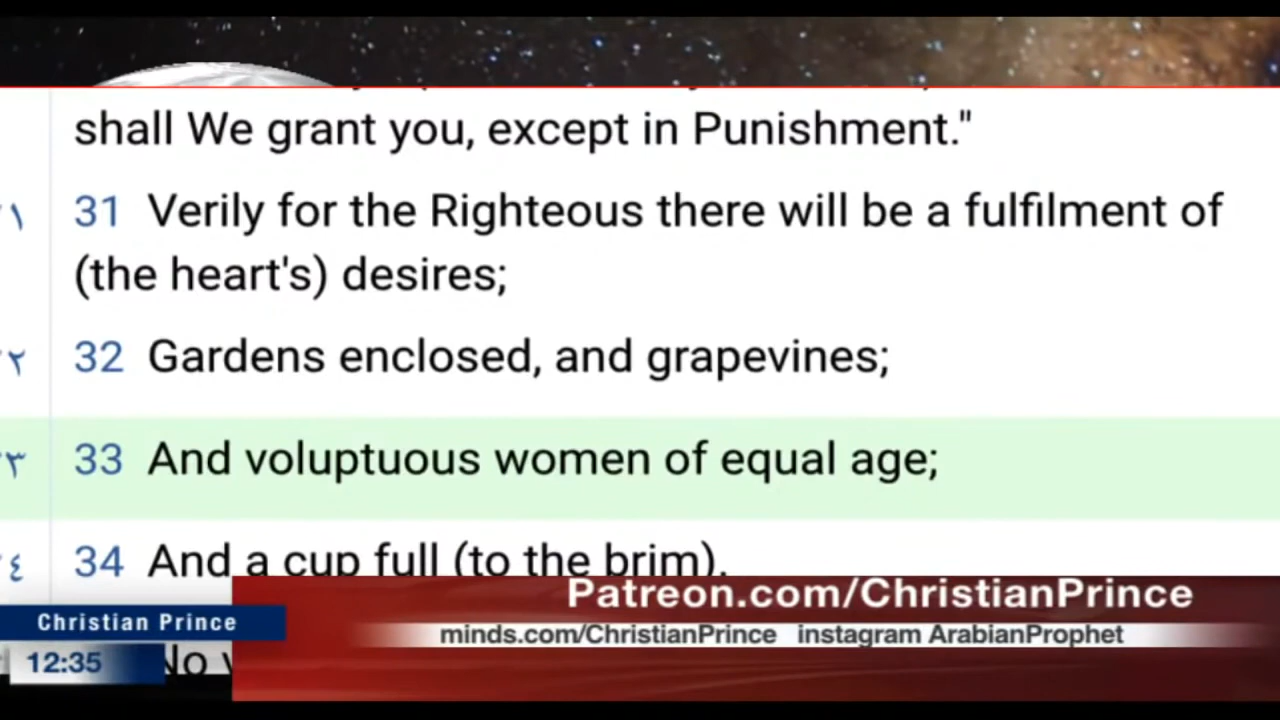 shall We grant you, except in Punishment."
31 Verily for the Righteous there will be a fulfilment of
(the heart's) desires;
32 Gardens enclosed, and grapevines;
33 And voluptuous women of equal age;
34 And a cup full (to the brim).
Patreon.com/ChristianPrince
Christian Prince
minds.com/ChristianPrince instagram ArabianProphet
12:35
No